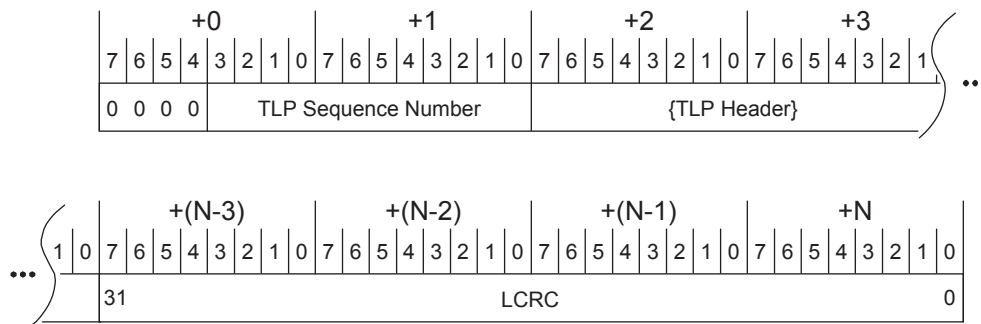 +0 +1 +2 +3
7 6 5 4 3 2 1 0 7 6 5 4 3 2 1 0 7 6 5 4 3 2 1 0 7 6 5 4 3 2 1
0 0 0 0 TLP Sequence Number {TLP Header}
+(N-3) +(N-2) +(N-1) +N
1 0 7 6 5 4 3 2 1 0 7 6 5 4 3 2 1 0 7 6 5 4 3 2 1 0 7 6 5 4 3 2 1 0
31 LCRC 0